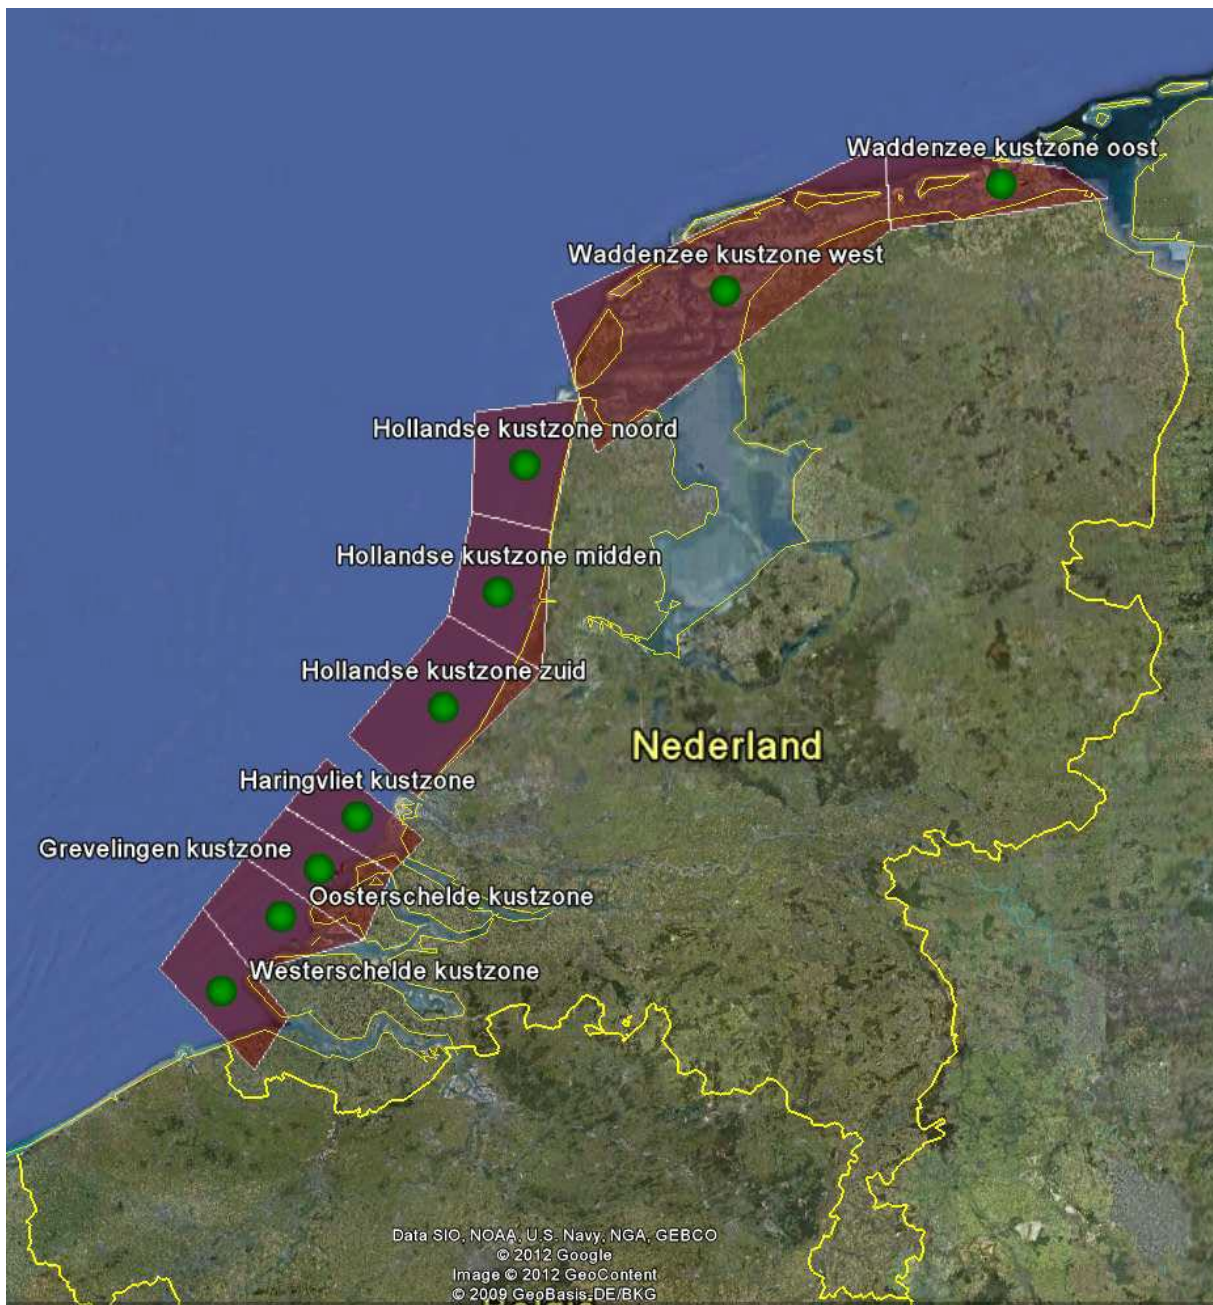 Waddenzee kustzone oost
Waddenzee kustzone west
Hollandse kustzone noord
Hollandse kustzone midden
Hollandse kustzone zuid
Nederland
Haringvliet kustzone
Grevelingen kustzone
Oosterschelde kustzone
Westerschelde kustzone
Data SIO, NOAA, U.S. Navy, NGA, GEBCO
© 2012 Google
Image © 2012 GeoContent
© 2009 GeoBasis-DE/BKG